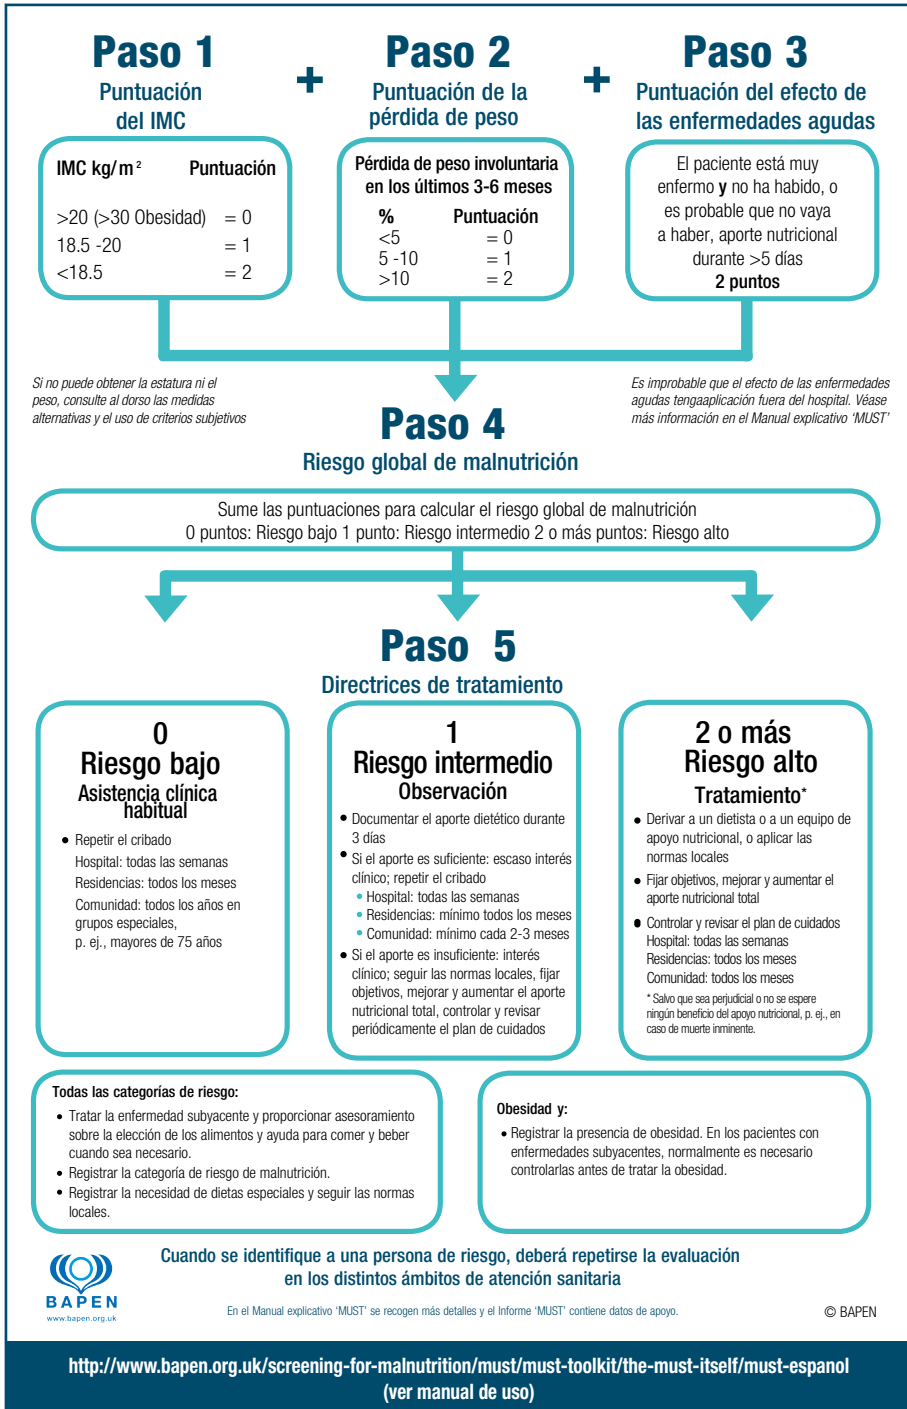 Paso 1
Puntuación
del IMC
+
Paso 2
Puntuación de la
pérdida de peso
+
Paso 3
Puntuación del efecto de
las enfermedades agudas
IMC kg/m² Puntuación
>20 (>30 Obesidad) = 0
18.5 -20 = 1
<18.5 = 2
Pérdida de peso involuntaria
en los últimos 3-6 meses
% Puntuación
<5 = 0
5 -10 = 1
>10 = 2
El paciente está muy
enfermo y no ha habido, o
es probable que no vaya
a haber, aporte nutricional
durante >5 días
2 puntos
Si no puede obtener la estatura ni el
peso, consulte al dorso las medidas
alternativas y el uso de criterios subjetivos
Es improbable que el efecto de las enfermedades
agudas tengaaplicación fuera del hospital. Véase
más información en el Manual explicativo ‘MUST’
Paso 4
Riesgo global de malnutrición
Sume las puntuaciones para calcular el riesgo global de malnutrición
0 puntos: Riesgo bajo 1 punto: Riesgo intermedio 2 o más puntos: Riesgo alto
Paso 5
Directrices de tratamiento
0
Riesgo bajo
Asistencia clínica
habitual
• Repetir el cribado
Hospital: todas las semanas
Residencias: todos los meses
Comunidad: todos los años en
grupos especiales,
p. ej., mayores de 75 años
1
Riesgo intermedio
Observación
• Documentar el aporte dietético durante
3 días
• Si el aporte es suficiente: escaso interés
clínico; repetir el cribado
• Hospital: todas las semanas
• Residencias: mínimo todos los meses
• Comunidad: mínimo cada 2-3 meses
• Si el aporte es insuficiente: interés
clínico; seguir las normas locales, fijar
objetivos, mejorar y aumentar el aporte
nutricional total, controlar y revisar
periódicamente el plan de cuidados
2 o más
Riesgo alto
Tratamiento*
• Derivar a un dietista o a un equipo de
apoyo nutricional, o aplicar las
normas locales
• Fijar objetivos, mejorar y aumentar el
aporte nutricional total
• Controlar y revisar el plan de cuidados
Hospital: todas las semanas
Residencias: todos los meses
Comunidad: todos los meses
* Salvo que sea perjudicial o no se espere
ningún beneficio del apoyo nutricional, p. ej., en
caso de muerte inminente.
Todas las categorías de riesgo:
• Tratar la enfermedad subyacente y proporcionar asesoramiento
sobre la elección de los alimentos y ayuda para comer y beber
cuando sea necesario.
• Registrar la categoría de riesgo de malnutrición.
• Registrar la necesidad de dietas especiales y seguir las normas
locales.
Obesidad y:
• Registrar la presencia de obesidad. En los pacientes con
enfermedades subyacentes, normalmente es necesario
controlarlas antes de tratar la obesidad.
BAPEN
www.bapen.org.uk
Cuando se identifique a una persona de riesgo, deberá repetirse la evaluación
en los distintos ámbitos de atención sanitaria
En el Manual explicativo ‘MUST’ se recogen más detalles y el Informe ‘MUST’ contiene datos de apoyo.
© BAPEN
http://www.bapen.org.uk/screening-for-malnutrition/must/must-toolkit/the-must-itself/must-espanol
(ver manual de uso)